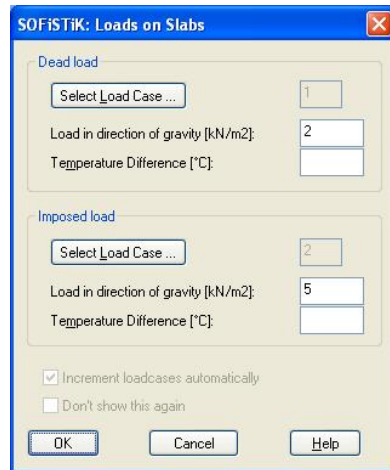 SOFiSTiK: Loads on Slabs
Dead load
Select Load Case ... 1
Load in direction of gravity [kN/m2]: 2
Temperature Difference [°C]:
Imposed load
Select Load Case ... 2
Load in direction of gravity [kN/m2]: 5
Temperature Difference [°C]:
Increment loadcases automatically
Don't show this again
OK Cancel Help